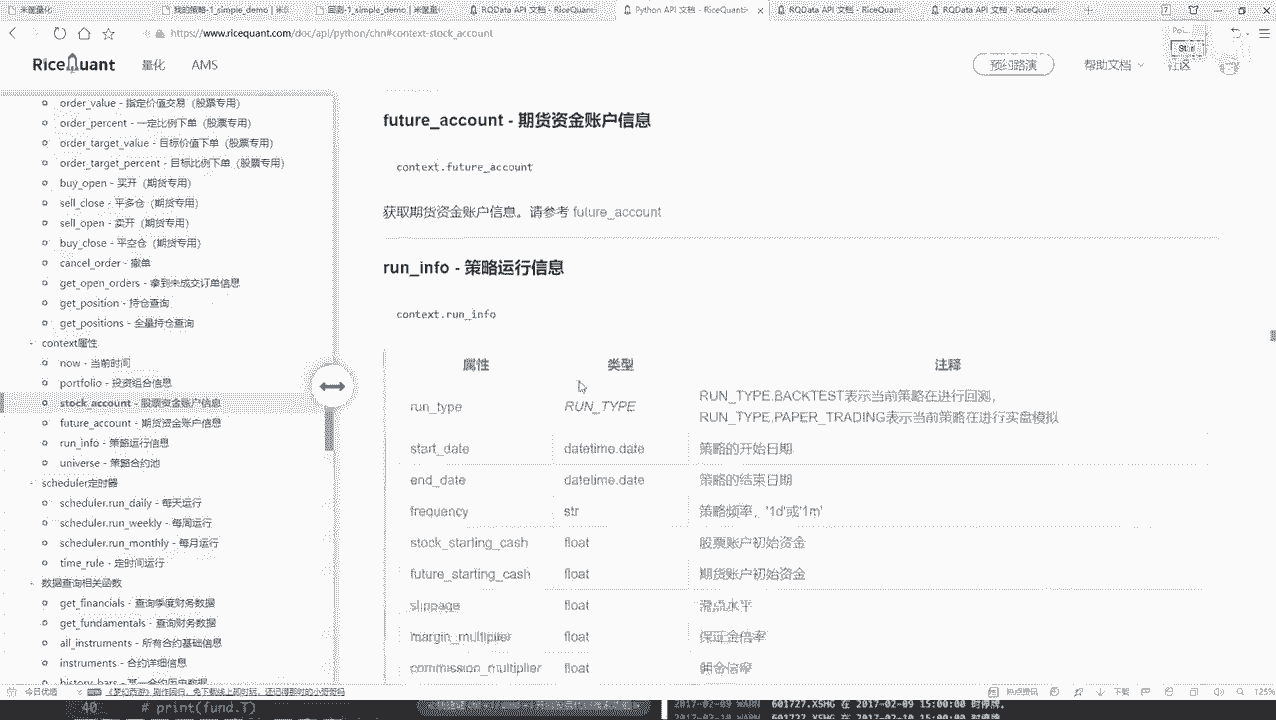 米筐量化
我的策略-1_simple_demo | 米
回测-1_simple_demo | 米筐量
RQData API 文档 - RiceQuant
Python API 文档 - RiceQuant
RQData API 文档 - RiceQuant
RQData API 文档 - RiceQuant
https://www.ricequant.com/doc/api/python/chn#context-stock_account
RiceQuant
量化
AMS
预约路演
帮助文档
社区
order_value - 指定价值交易（股票专用）
order_percent - 一定比例下单（股票专用）
order_target_value - 目标价值下单（股票专用）
order_target_percent - 目标比例下单（股票专用）
buy_open - 买开（期货专用）
sell_close - 平多仓（期货专用）
sell_open - 卖开（期货专用）
buy_close - 平空仓（期货专用）
cancel_order - 撤单
get_open_orders - 拿到未成交订单信息
get_position - 持仓查询
get_positions - 全量持仓查询
context属性
now - 当前时间
portfolio - 投资组合信息
stock_account - 股票资金账户信息
future_account - 期货资金账户信息
run_info - 策略运行信息
universe - 策略合约池
scheduler定时器
scheduler.run_daily - 每天运行
scheduler.run_weekly - 每周运行
scheduler.run_monthly - 每月运行
time_rule - 定时间运行
数据查询相关函数
get_financials - 查询季度财务数据
get_fundamentals - 查询财务数据
all_instruments - 所有合约基础信息
instruments - 合约详细信息
history_bars - 某一合约历史数据
future_account - 期货资金账户信息
context.future_account
获取期货资金账户信息。请参考 future_account
run_info - 策略运行信息
context.run_info
属性 类型 注释
run_type RUN_TYPE RUN_TYPE.BACKTEST表示当前策略在进行回测，
RUN_TYPE.PAPER_TRADING表示当前策略在进行实盘模拟
start_date datetime.date 策略的开始日期
end_date datetime.date 策略的结束日期
frequency str 策略频率，'1d'或'1m'
stock_starting_cash float 股票账户初始资金
future_starting_cash float 期货账户初始资金
slippage float 滑点水平
margin_multiplier float 保证金倍率
commission_multiplier float 佣金倍率
今日优选
热点资讯
下载
125%
40 # print(fund.T)
2017-02-09 WARN 601727.XSHG 在 2017-02-09 15:00:00 时停牌。